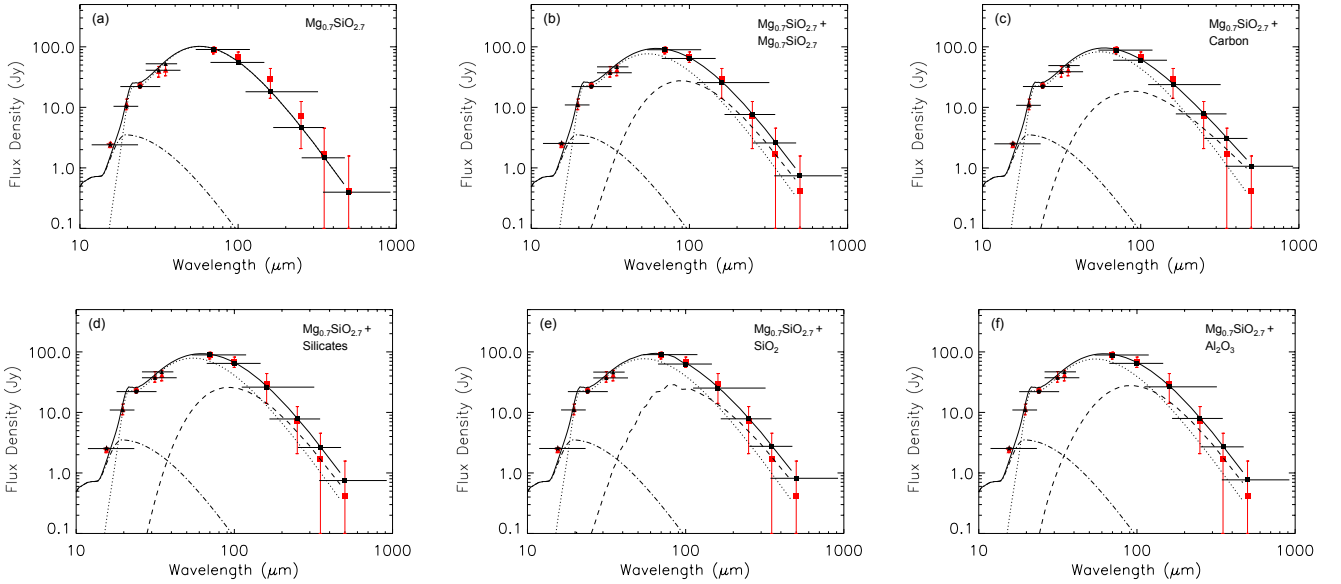 (a)
Mg0.7SiO2.7
100.0
10.0
1.0
0.1
Flux Density (Jy)
10
100
1000
Wavelength (μm)
(b)
Mg0.7SiO2.7 +
Mg0.7SiO2.7
100.0
10.0
1.0
0.1
Flux Density (Jy)
10
100
1000
Wavelength (μm)
(c)
Mg0.7SiO2.7 +
Carbon
100.0
10.0
1.0
0.1
Flux Density (Jy)
10
100
1000
Wavelength (μm)
(d)
Mg0.7SiO2.7 +
Silicates
100.0
10.0
1.0
0.1
Flux Density (Jy)
10
100
1000
Wavelength (μm)
(e)
Mg0.7SiO2.7 +
SiO2
100.0
10.0
1.0
0.1
Flux Density (Jy)
10
100
1000
Wavelength (μm)
(f)
Mg0.7SiO2.7 +
Al2O3
100.0
10.0
1.0
0.1
Flux Density (Jy)
10
100
1000
Wavelength (μm)